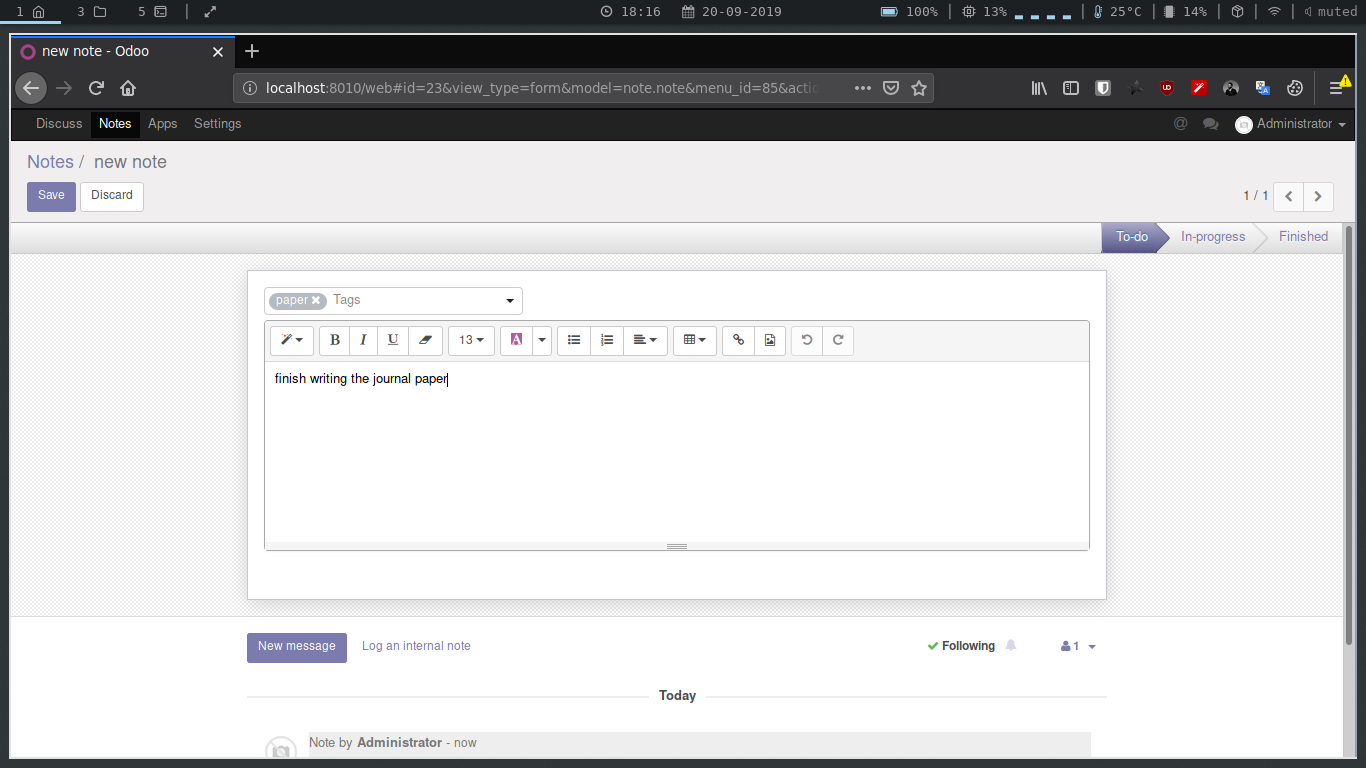 1 3 5 18:16 20-09-2019 100% 13% 25°C 14% muted
new note - Odoo
localhost:8010/web#id=23&view_type=form&model=note.note&menu_id=85&actio
Discuss Notes Apps Settings @ Administrator
Notes / new note
Save Discard 1 / 1
To-do In-progress Finished
paper Tags
B I U 13 A
finish writing the journal paper
New message Log an internal note Following 1
Today
Note by Administrator - now